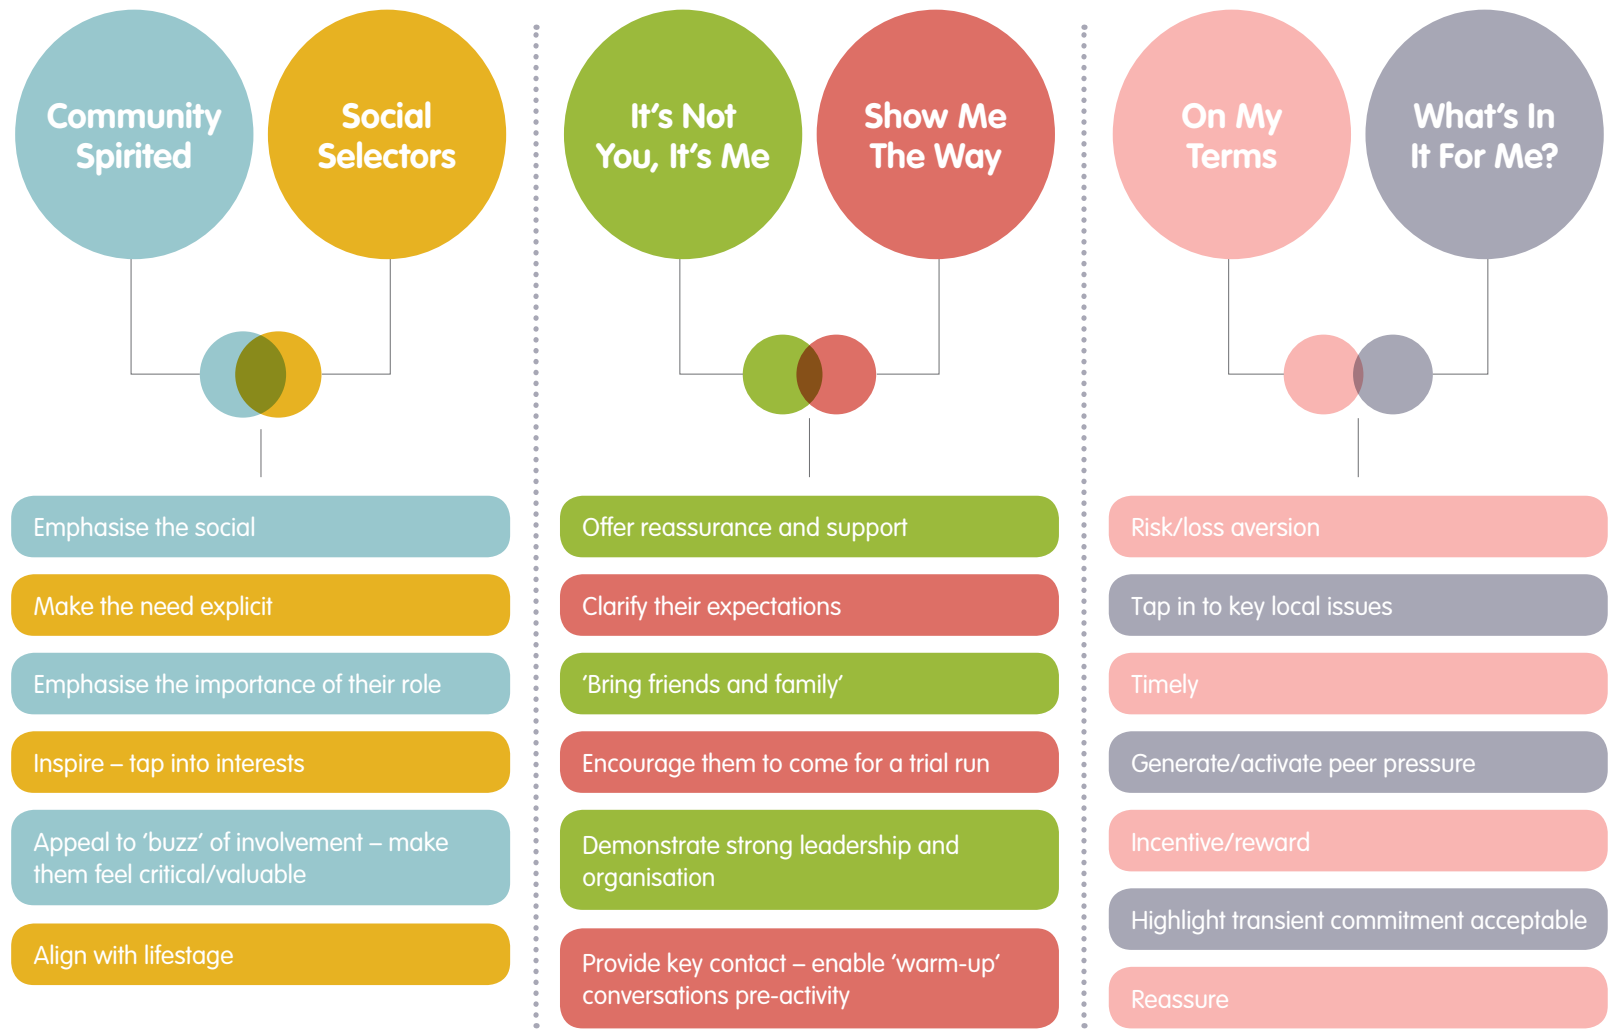 Community
Spirited
Social
Selectors
Emphasise the social
Make the need explicit
Emphasise the importance of their role
Inspire – tap into interests
Appeal to ‘buzz’ of involvement – make
them feel critical/valuable
Align with lifestage
It’s Not
You, It’s Me
Show Me
The Way
Offer reassurance and support
Clarify their expectations
‘Bring friends and family’
Encourage them to come for a trial run
Demonstrate strong leadership and
organisation
Provide key contact – enable ‘warm-up’
conversations pre-activity
On My
Terms
What’s In
It For Me?
Risk/loss aversion
Tap in to key local issues
Timely
Generate/activate peer pressure
Incentive/reward
Highlight transient commitment acceptable
Reassure